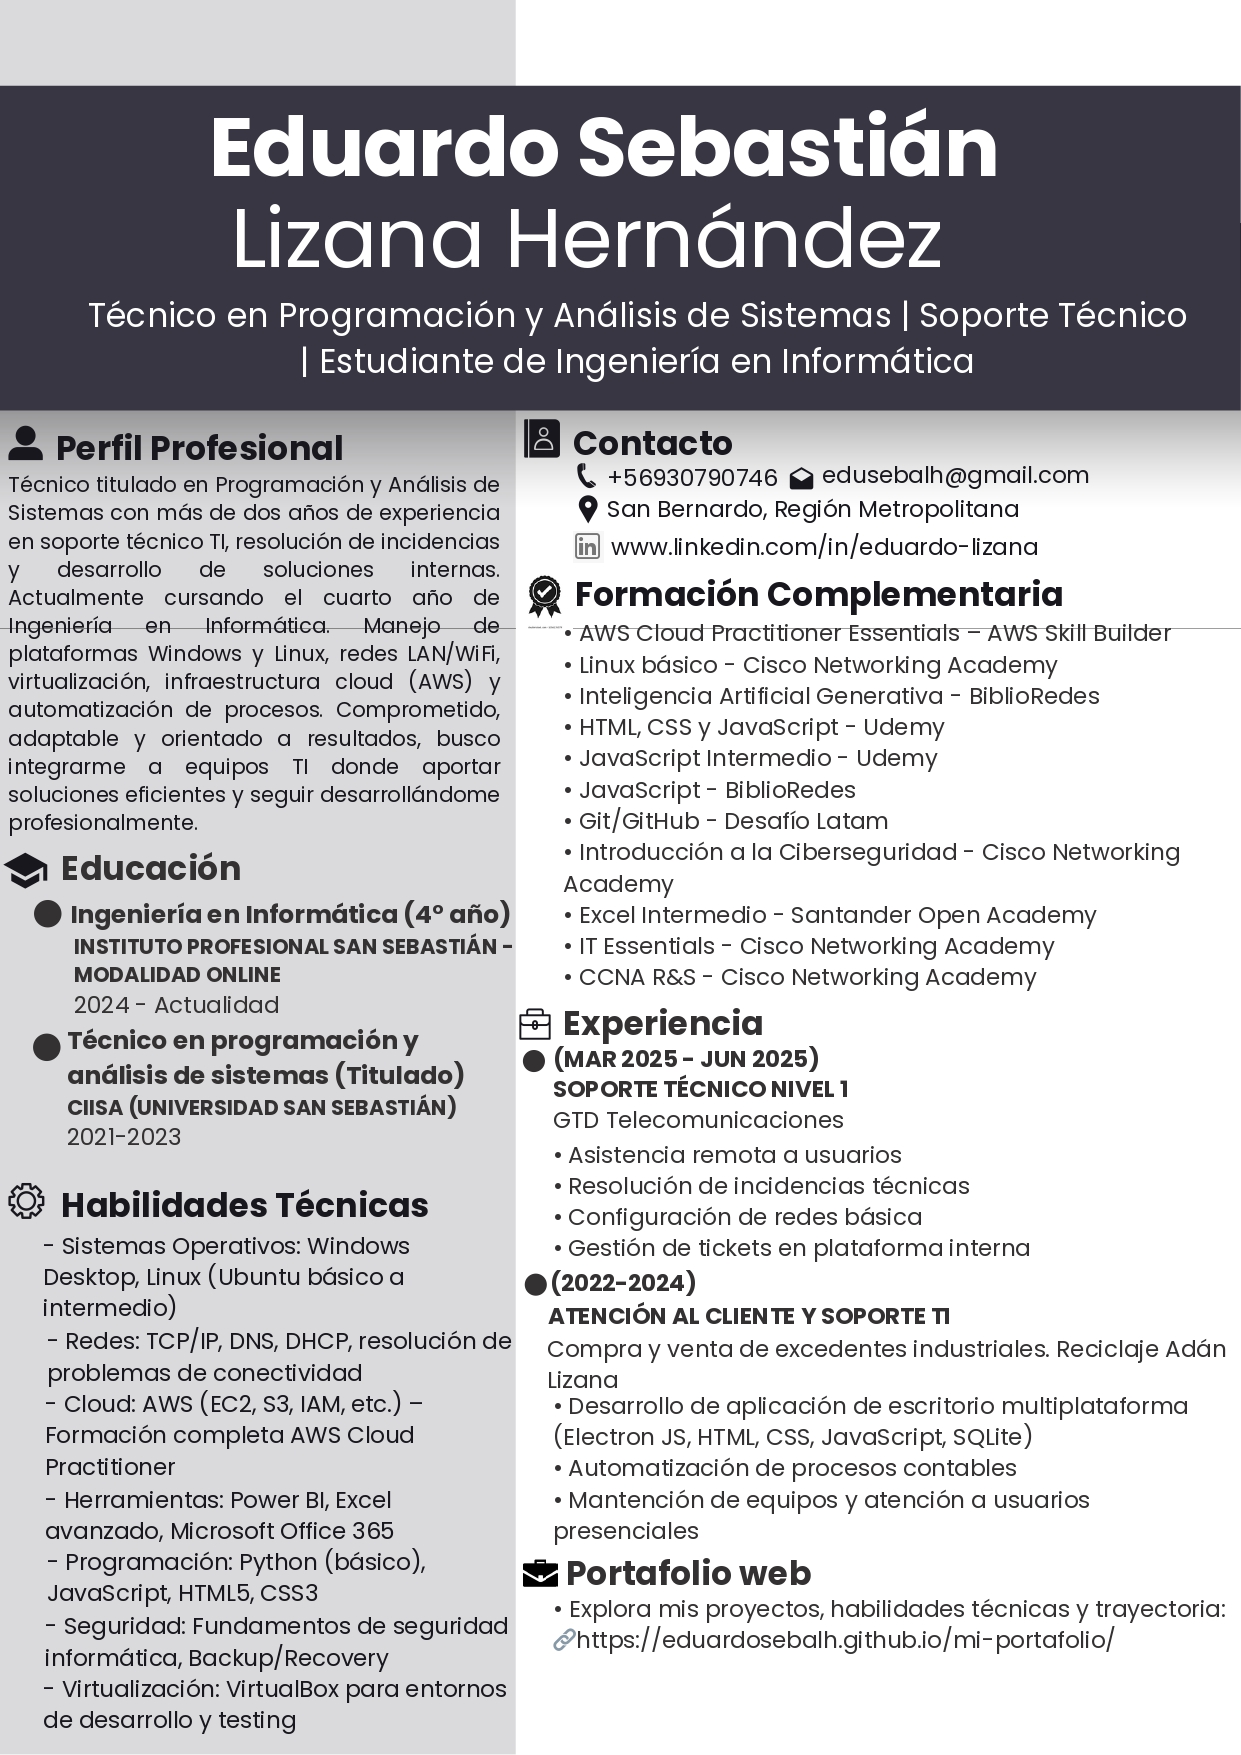 Eduardo Sebastián
Lizana Hernández
Técnico en Programación y Análisis de Sistemas | Soporte Técnico
| Estudiante de Ingeniería en Informática
Perfil Profesional
Técnico titulado en Programación y Análisis de
Sistemas con más de dos años de experiencia
en soporte técnico TI, resolución de incidencias
y desarrollo de soluciones internas.
Actualmente cursando el cuarto año de
Ingeniería en Informática. Manejo de
plataformas Windows y Linux, redes LAN/WiFi,
virtualización, infraestructura cloud (AWS) y
automatización de procesos. Comprometido,
adaptable y orientado a resultados, busco
integrarme a equipos TI donde aportar
soluciones eficientes y seguir desarrollándome
profesionalmente.
Educación
Ingeniería en Informática (4° año)
INSTITUTO PROFESIONAL SAN SEBASTIÁN -
MODALIDAD ONLINE
2024 - Actualidad
Técnico en programación y
análisis de sistemas (Titulado)
CIISA (UNIVERSIDAD SAN SEBASTIÁN)
2021-2023
Habilidades Técnicas
- Sistemas Operativos: Windows
Desktop, Linux (Ubuntu básico a
intermedio)
- Redes: TCP/IP, DNS, DHCP, resolución de
problemas de conectividad
- Cloud: AWS (EC2, S3, IAM, etc.) –
Formación completa AWS Cloud
Practitioner
- Herramientas: Power BI, Excel
avanzado, Microsoft Office 365
- Programación: Python (básico),
JavaScript, HTML5, CSS3
- Seguridad: Fundamentos de seguridad
informática, Backup/Recovery
- Virtualización: VirtualBox para entornos
de desarrollo y testing
Contacto
+56930790746 edusebalh@gmail.com
San Bernardo, Región Metropolitana
www.linkedin.com/in/eduardo-lizana
Formación Complementaria
• AWS Cloud Practitioner Essentials – AWS Skill Builder
• Linux básico - Cisco Networking Academy
• Inteligencia Artificial Generativa - BiblioRedes
• HTML, CSS y JavaScript - Udemy
• JavaScript Intermedio - Udemy
• JavaScript - BiblioRedes
• Git/GitHub - Desafío Latam
• Introducción a la Ciberseguridad - Cisco Networking
Academy
• Excel Intermedio - Santander Open Academy
• IT Essentials - Cisco Networking Academy
• CCNA R&S - Cisco Networking Academy
Experiencia
(MAR 2025 - JUN 2025)
SOPORTE TÉCNICO NIVEL 1
GTD Telecomunicaciones
• Asistencia remota a usuarios
• Resolución de incidencias técnicas
• Configuración de redes básica
• Gestión de tickets en plataforma interna
(2022-2024)
ATENCIÓN AL CLIENTE Y SOPORTE TI
Compra y venta de excedentes industriales. Reciclaje Adán
Lizana
• Desarrollo de aplicación de escritorio multiplataforma
(Electron JS, HTML, CSS, JavaScript, SQLite)
• Automatización de procesos contables
• Mantención de equipos y atención a usuarios
presenciales
Portafolio web
• Explora mis proyectos, habilidades técnicas y trayectoria:
🔗https://eduardosebalh.github.io/mi-portafolio/